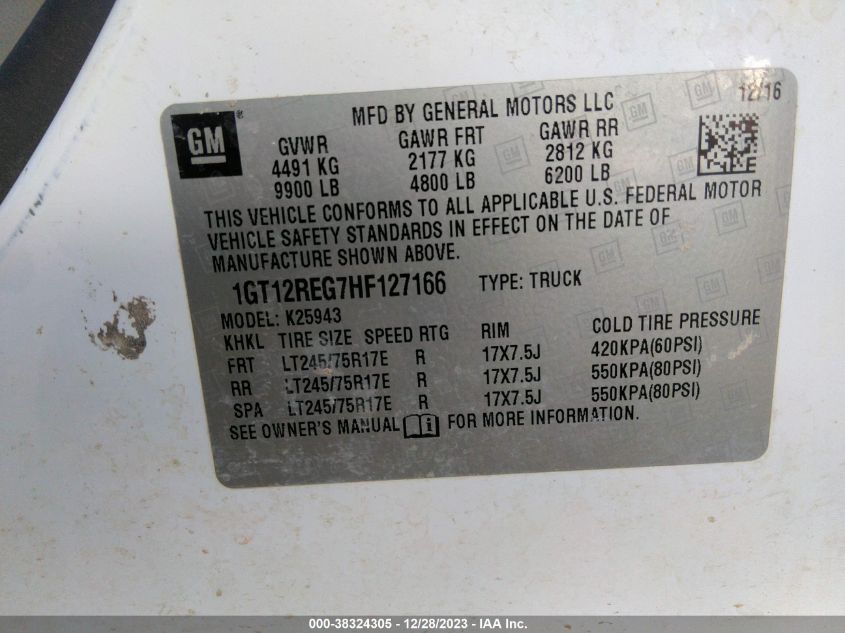 MFD BY GENERAL MOTORS LLC
12/16
GM®
GVWR GAWR FRT GAWR RR
4491 KG 2177 KG 2812 KG
9900 LB 4800 LB 6200 LB
THIS VEHICLE CONFORMS TO ALL APPLICABLE U.S. FEDERAL MOTOR
VEHICLE SAFETY STANDARDS IN EFFECT ON THE DATE OF
MANUFACTURE SHOWN ABOVE.
1GT12REG7HF127166 TYPE: TRUCK
MODEL: K25943
KHKL TIRE SIZE SPEED RTG RIM COLD TIRE PRESSURE
FRT LT245/75R17E R 17X7.5J 420KPA(60PSI)
RR LT245/75R17E R 17X7.5J 550KPA(80PSI)
SPA LT245/75R17E R 17X7.5J 550KPA(80PSI)
SEE OWNER'S MANUAL FOR MORE INFORMATION.
000-38324305 - 12/28/2023 - IAA Inc.